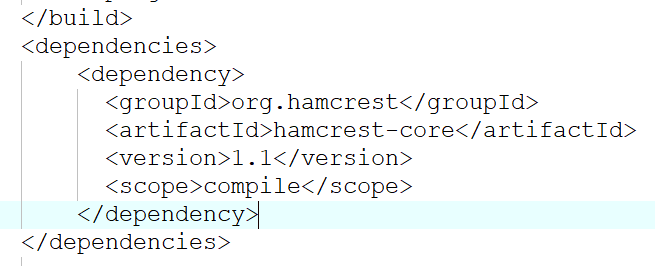 </build>
<dependencies>
<dependency>
<groupId>org.hamcrest</groupId>
<artifactId>hamcrest-core</artifactId>
<version>1.1</version>
<scope>compile</scope>
</dependency>
</dependencies>